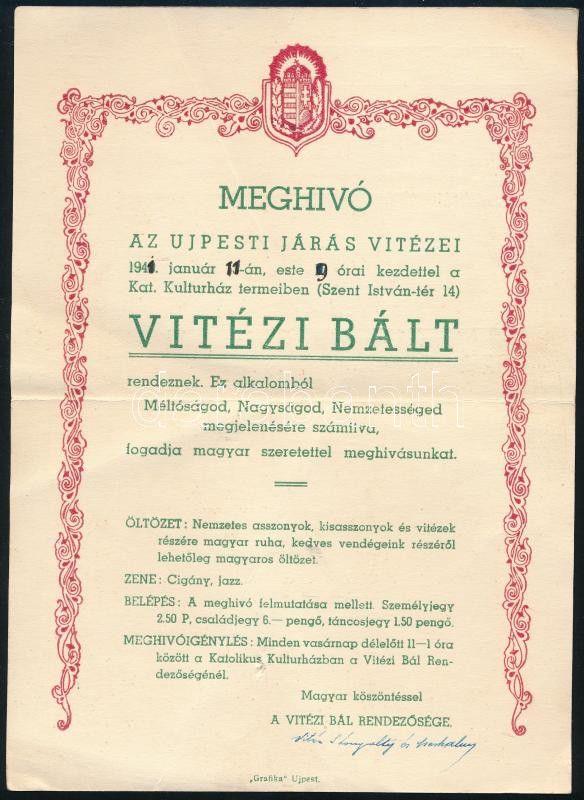 MEGHIVÓ
AZ UJPESTI JÁRÁS VITÉZEI
1941. január 11-án, este 9 órai kezdettel a
Kat. Kulturház termeiben (Szent István-tér 14)
VITÉZI BÁLT
rendeznek. Ez alkalomból
Méltóságod, Nagyságod, Nemzetességed
megjelenésére számitva,
fogadja magyar szeretettel meghivásunkat.
ÖLTÖZET: Nemzetes asszonyok, kisasszonyok és vitézek
részére magyar ruha, kedves vendégeink részéről
lehetőleg magyaros öltözet.
ZENE: Cigány, jazz.
BELÉPÉS: A meghivó felmutatása mellett. Személyjegy
2.50 P, családjegy 6.— pengő, táncosjegy 1.50 pengő.
MEGHIVÓIGÉNYLÉS: Minden vasárnap délelőtt 11—1 óra
között a Katolikus Kulturházban a Vitézi Bál Ren-
dezőségénél.
Magyar köszöntéssel
A VITÉZI BÁL RENDEZŐSÉGE.
„Grafika" Ujpest.